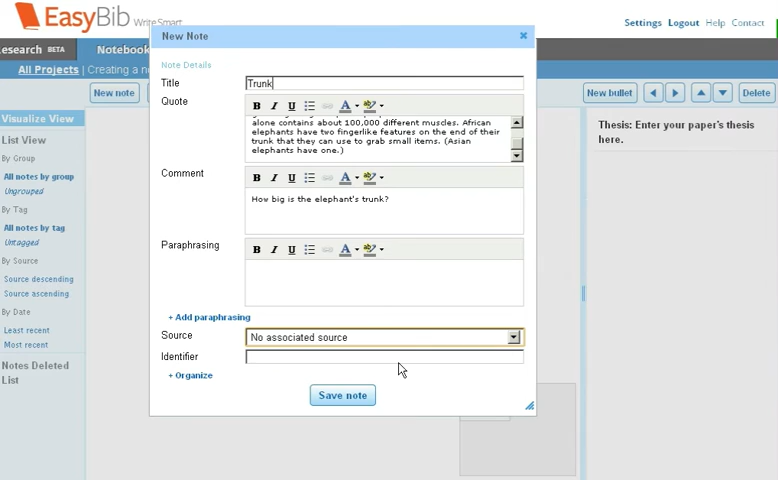 EasyBib WriteSmart
Settings Logout Help Contact
esearch BETA Notebook
All Projects | Creating a no
New note New bullet Delete
Visualize View
List View
By Group
All notes by group
Ungrouped
By Tag
All notes by tag
Untagged
By Source
Source descending
Source ascending
By Date
Least recent
Most recent
Notes Deleted
List
New Note
Note Details
Title Trunk
Quote
B I U A ab
alone contains about 100,000 different muscles. African
elephants have two fingerlike features on the end of their
trunk that they can use to grab small items. (Asian
elephants have one.)
Comment
B I U A ab
How big is the elephant's trunk?
Paraphrasing
B I U A ab
+ Add paraphrasing
Source No associated source
Identifier
+ Organize
Save note
Thesis: Enter your paper's thesis
here.